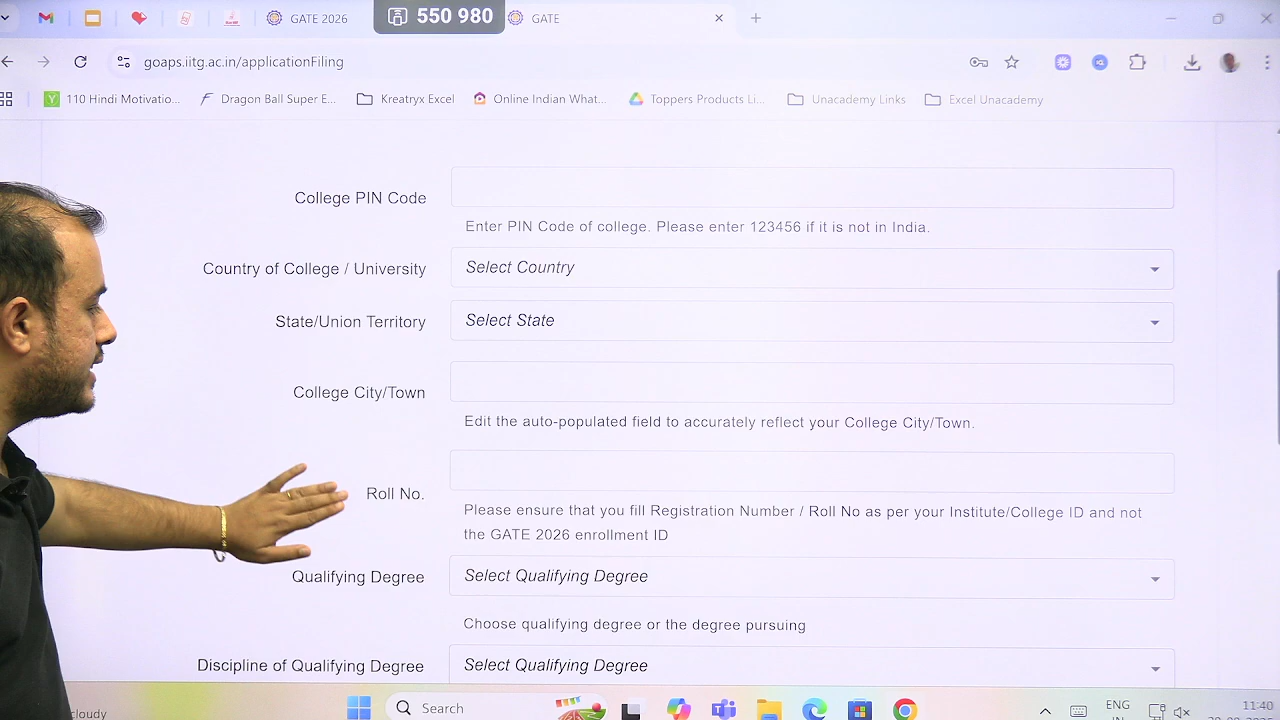 GATE 2026
550 980
GATE
goaps.iitg.ac.in/applicationFiling
110 Hindi Motivatio...
Dragon Ball Super E...
Kreatryx Excel
Online Indian What...
Toppers Products Li...
Unacademy Links
Excel Unacademy
College PIN Code
Enter PIN Code of college. Please enter 123456 if it is not in India.
Country of College / University
Select Country
State/Union Territory
Select State
College City/Town
Edit the auto-populated field to accurately reflect your College City/Town.
Roll No.
Please ensure that you fill Registration Number / Roll No as per your Institute/College ID and not
the GATE 2026 enrollment ID
Qualifying Degree
Select Qualifying Degree
Choose qualifying degree or the degree pursuing
Discipline of Qualifying Degree
Select Qualifying Degree
cloudy
Search
ENG
11:40